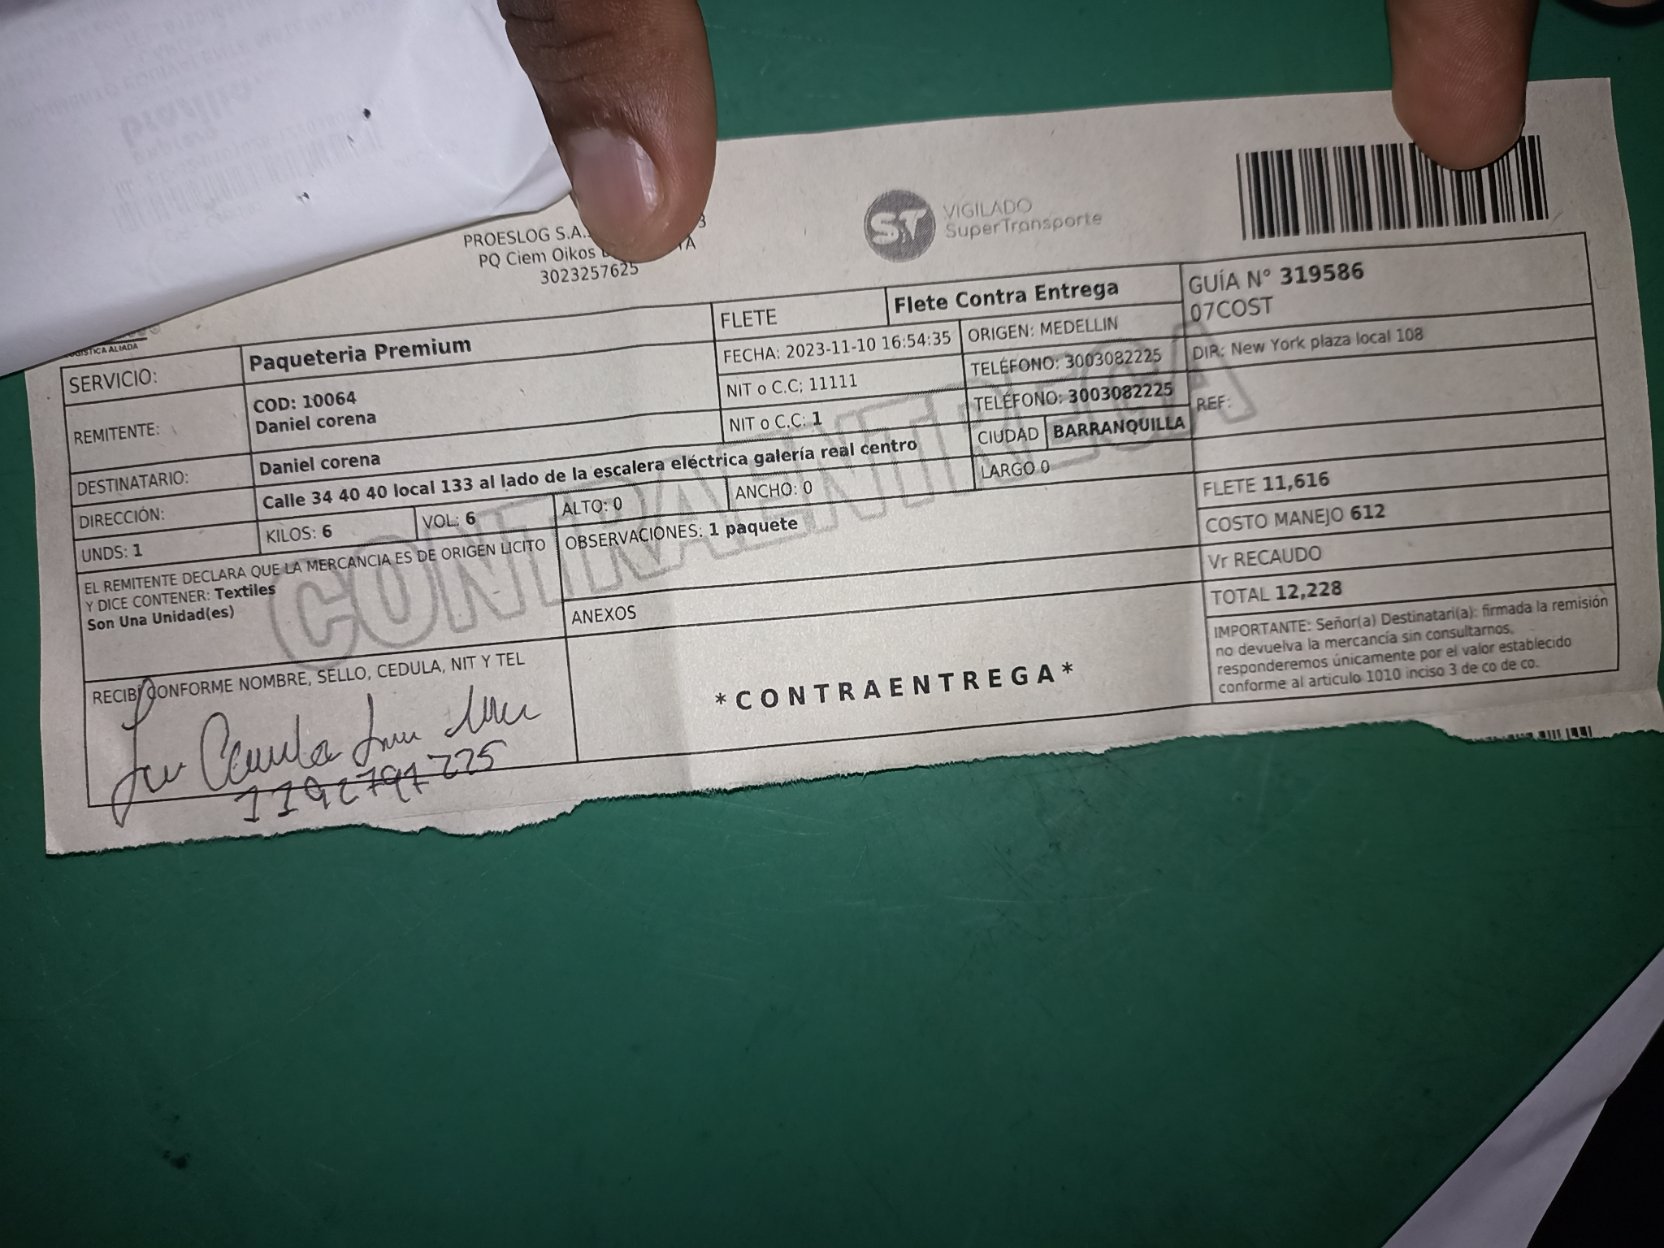 PROESLOG S.A.
PQ Ciem Oikos
3023257625
VIGILADO
SuperTransporte
LOGISTICA ALIADA
SERVICIO: Paqueteria Premium FLETE Flete Contra Entrega GUÍA N° 319586
07COST
FECHA: 2023-11-10 16:54:35 ORIGEN: MEDELLIN
REMITENTE: COD: 10064
Daniel corena NIT o C.C: 11111 TELÉFONO: 3003082225 DIR: New York plaza local 108
DESTINATARIO: Daniel corena NIT o C.C: 1 TELÉFONO: 3003082225 REF:
DIRECCIÓN: Calle 34 40 40 local 133 al lado de la escalera eléctrica galería real centro CIUDAD BARRANQUILLA
UNDS: 1 KILOS: 6 VOL: 6 ALTO: 0 ANCHO: 0 LARGO 0
FLETE 11,616
COSTO MANEJO 612
Vr RECAUDO
TOTAL 12,228
EL REMITENTE DECLARA QUE LA MERCANCIA ES DE ORIGEN LICITO
Y DICE CONTENER: Textiles
Son Una Unidad(es)
OBSERVACIONES: 1 paquete
ANEXOS
CONTRAENTREGA
RECIBI CONFORME NOMBRE, SELLO, CEDULA, NIT Y TEL
*CONTRAENTREGA*
IMPORTANTE: Señor(a) Destinatari(a): firmada la remisión
no devuelva la mercancía sin consultarnos,
responderemos únicamente por el valor establecido
conforme al articulo 1010 inciso 3 de co de co.